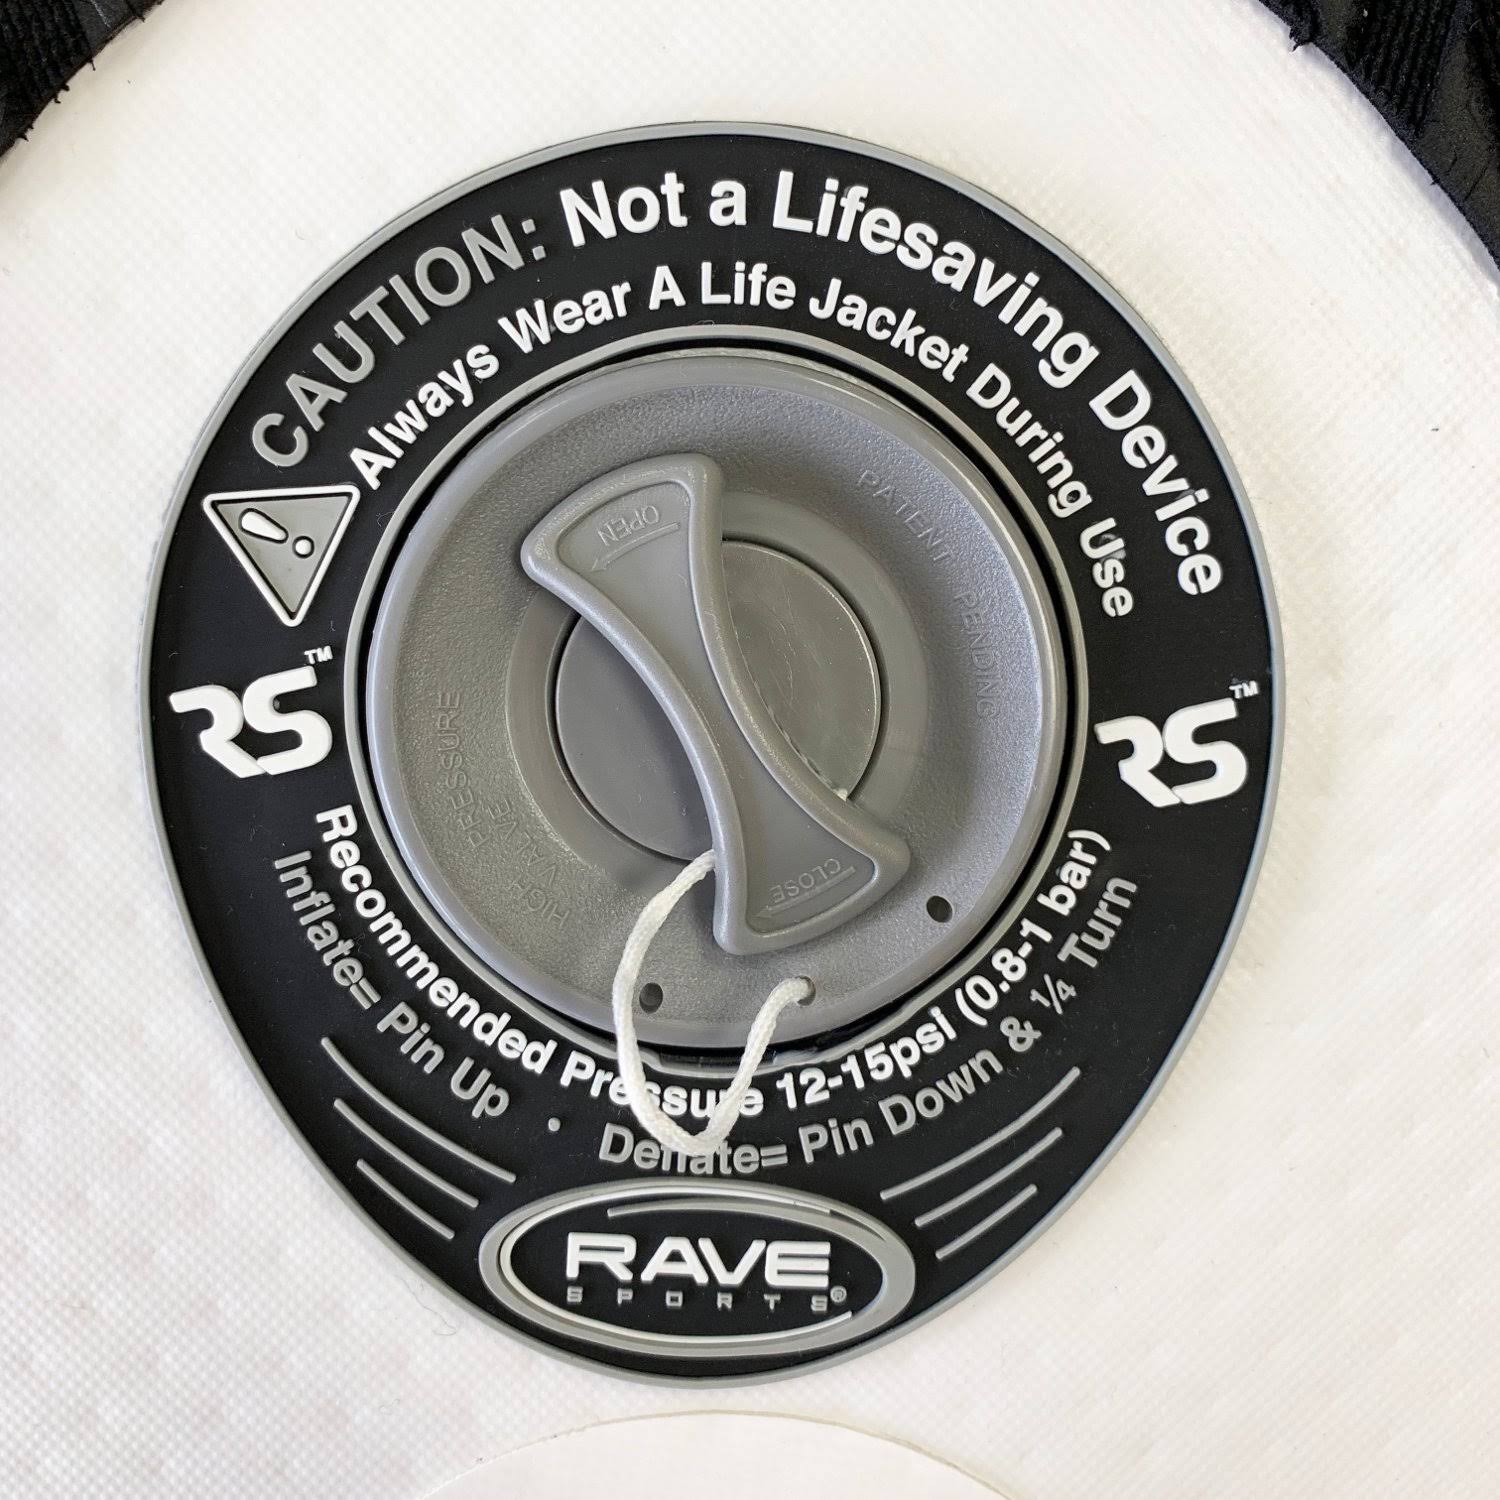 CAUTION: Not a Lifesaving Device
Always Wear A Life Jacket During Use
OPEN
PATENT PENDING
HIGH PRESSURE
VALVE
CLOSE
RS™
RS™
Recommended Pressure 12-15psi (0.8-1 bar)
Inflate= Pin Up · Deflate= Pin Down & ¼ Turn
RAVE
SPORTS®